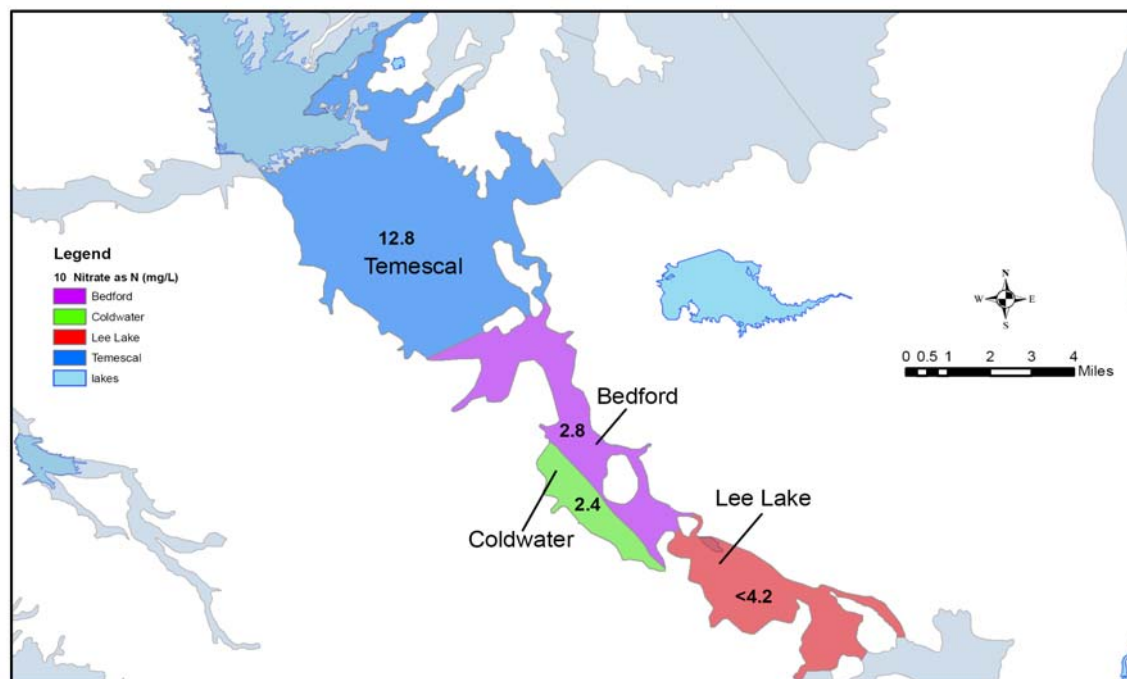 12.8
Temescal
Legend
10 Nitrate as N (mg/L)
Bedford
Coldwater
Lee Lake
Temescal
lakes
N
W E
S
0 0.5 1 2 3 4
Miles
Bedford
2.8
Lee Lake
2.4
Coldwater
<4.2